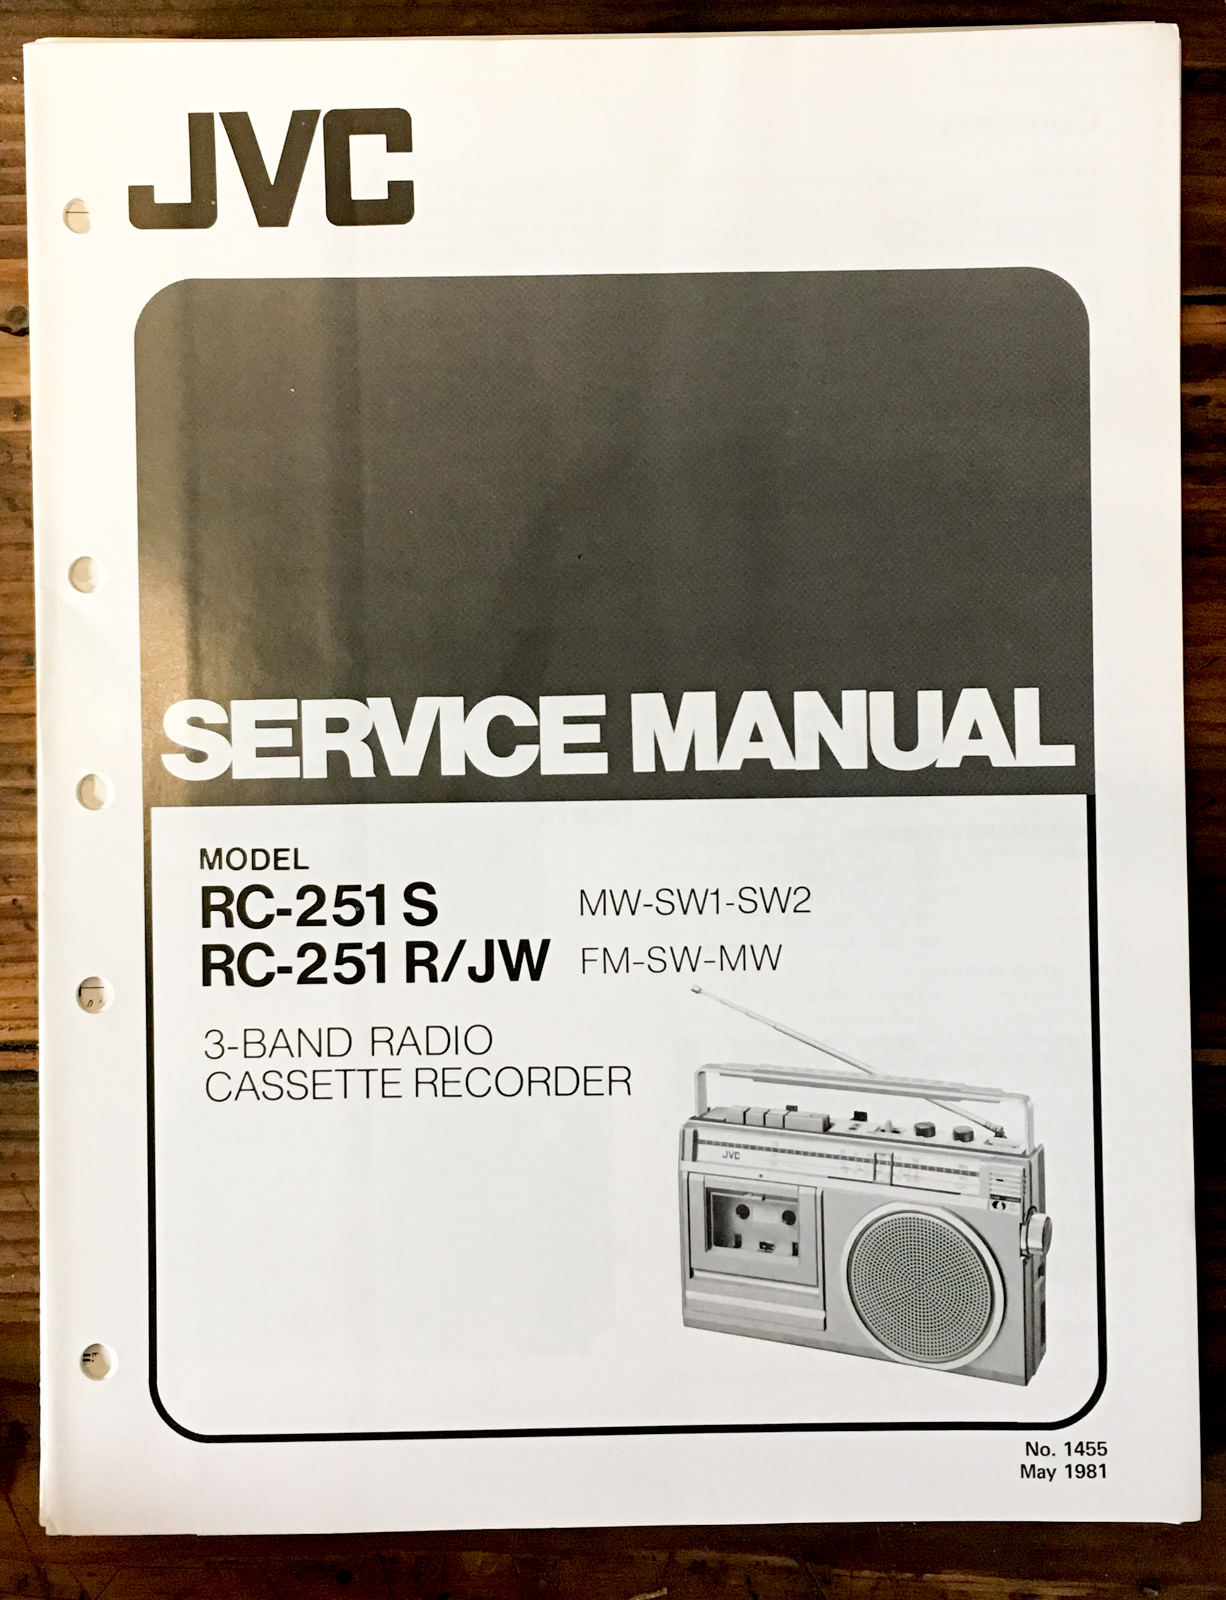 JVC
SERVICE MANUAL
MODEL
RC-251 S MW-SW1-SW2
RC-251 R/JW FM-SW-MW
3-BAND RADIO
CASSETTE RECORDER
JVC
No. 1455
May 1981